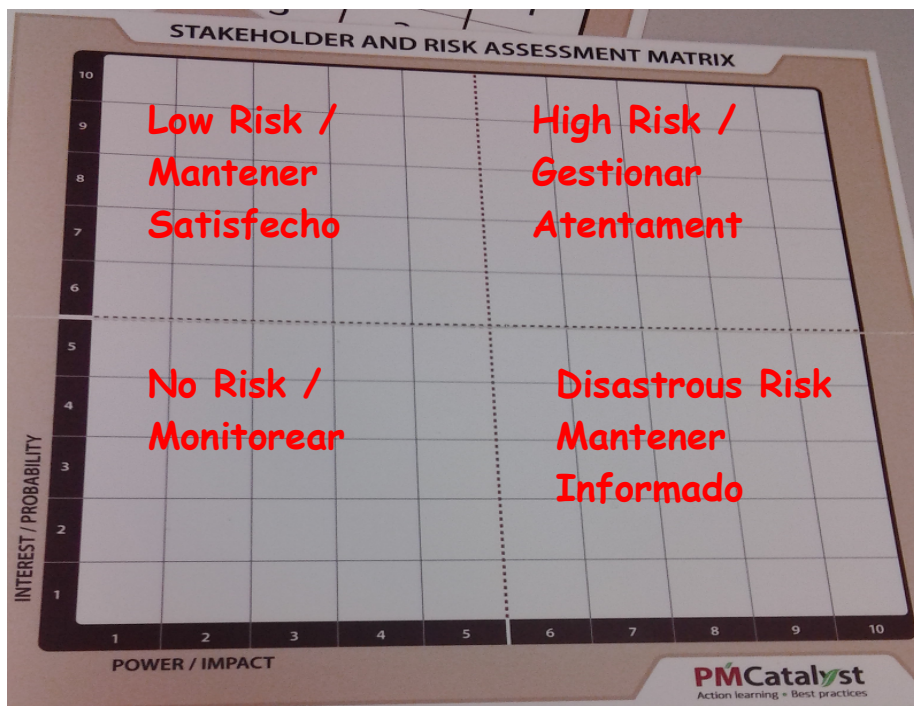 STAKEHOLDER AND RISK ASSESSMENT MATRIX
10
9
8
7
6
5
4
3
2
1
Low Risk /
Mantener
Satisfecho
High Risk /
Gestionar
Atentament
No Risk /
Monitorear
Disastrous Risk
Mantener
Informado
INTEREST / PROBABILITY
1 2 3 4 5 6 7 8 9 10
POWER / IMPACT
PMCatalyst
Action learning • Best practices